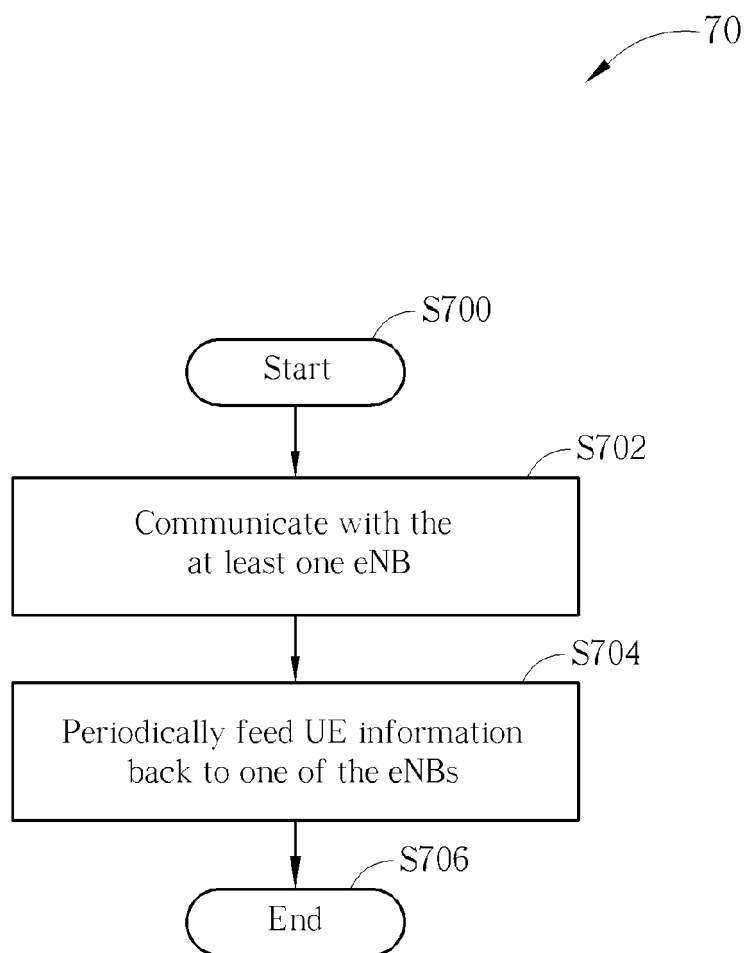 70
S700
Start
S702
Communicate with the
at least one eNB
S704
Periodically feed UE information
back to one of the eNBs
S706
End